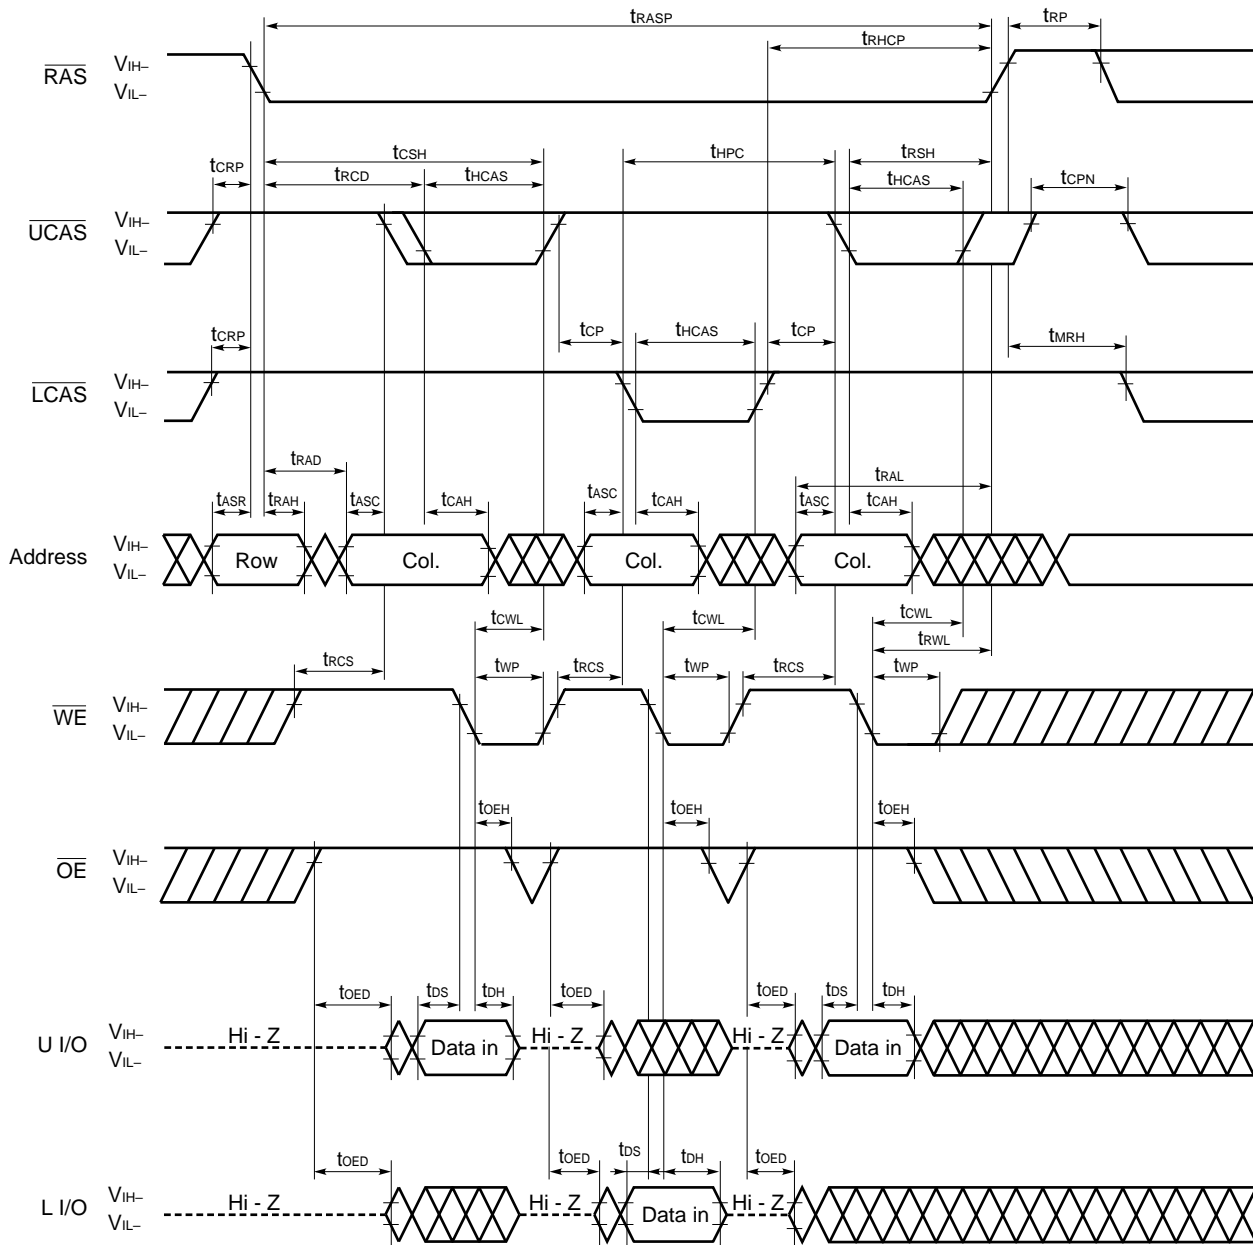 tRASP tRP
tRHCP
RAS VIH–
VIL–
tCSH tHPC tRSH
tCRP tRCD tHCAS tHCAS tCPN
UCAS VIH–
VIL–
tCRP tCP tHCAS tCP tMRH
LCAS VIH–
VIL–
tRAD tRAL
tASR tRAH tASC tCAH tASC tCAH tASC tCAH
Address VIH–
VIL–
Row Col. Col. Col.
tCWL tCWL tCWL
tRWL
tRCS tWP tRCS tWP tRCS tWP
WE VIH–
VIL–
tOEH tOEH tOEH
OE VIH–
VIL–
tOED tDS tDH tOED tOED tDS tDH
U I/O VIH–
VIL–
Hi - Z Data in Hi - Z Hi - Z Data in
tOED tOED tDS tDH tOED
L I/O VIH–
VIL–
Hi - Z Hi - Z Data in Hi - Z